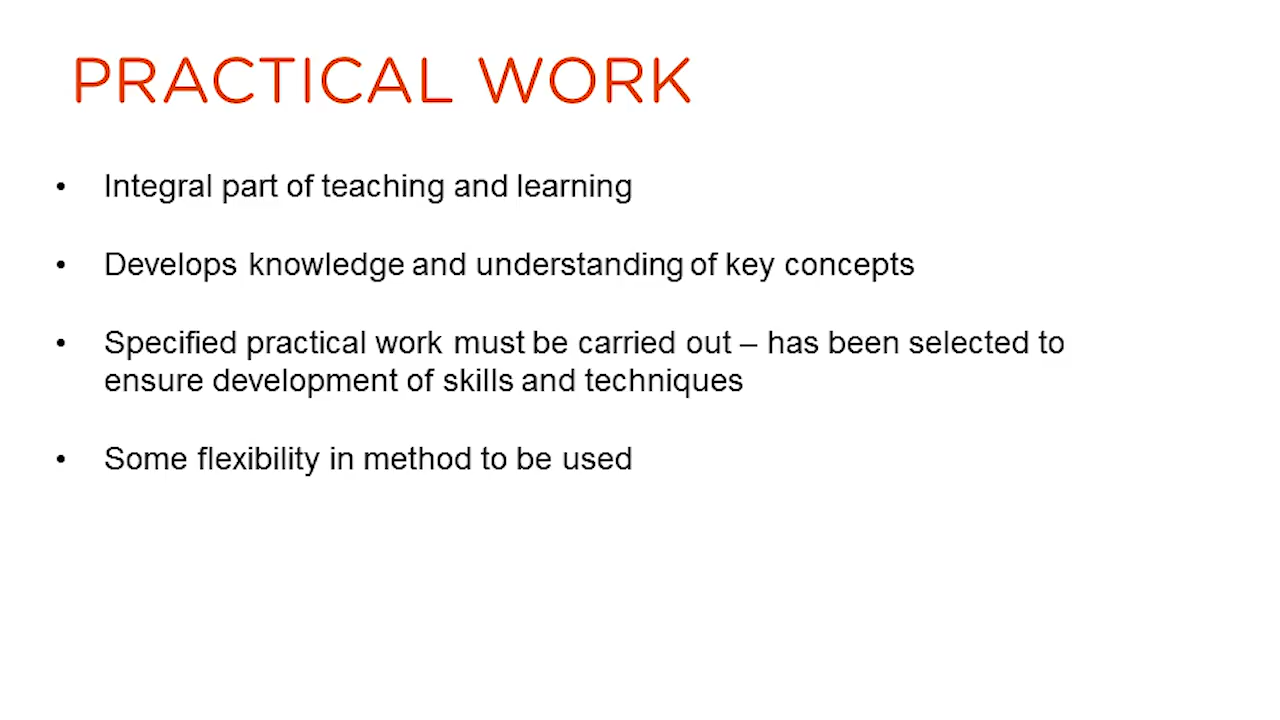 PRACTICAL WORK
• Integral part of teaching and learning
• Develops knowledge and understanding of key concepts
• Specified practical work must be carried out – has been selected to
ensure development of skills and techniques
• Some flexibility in method to be used